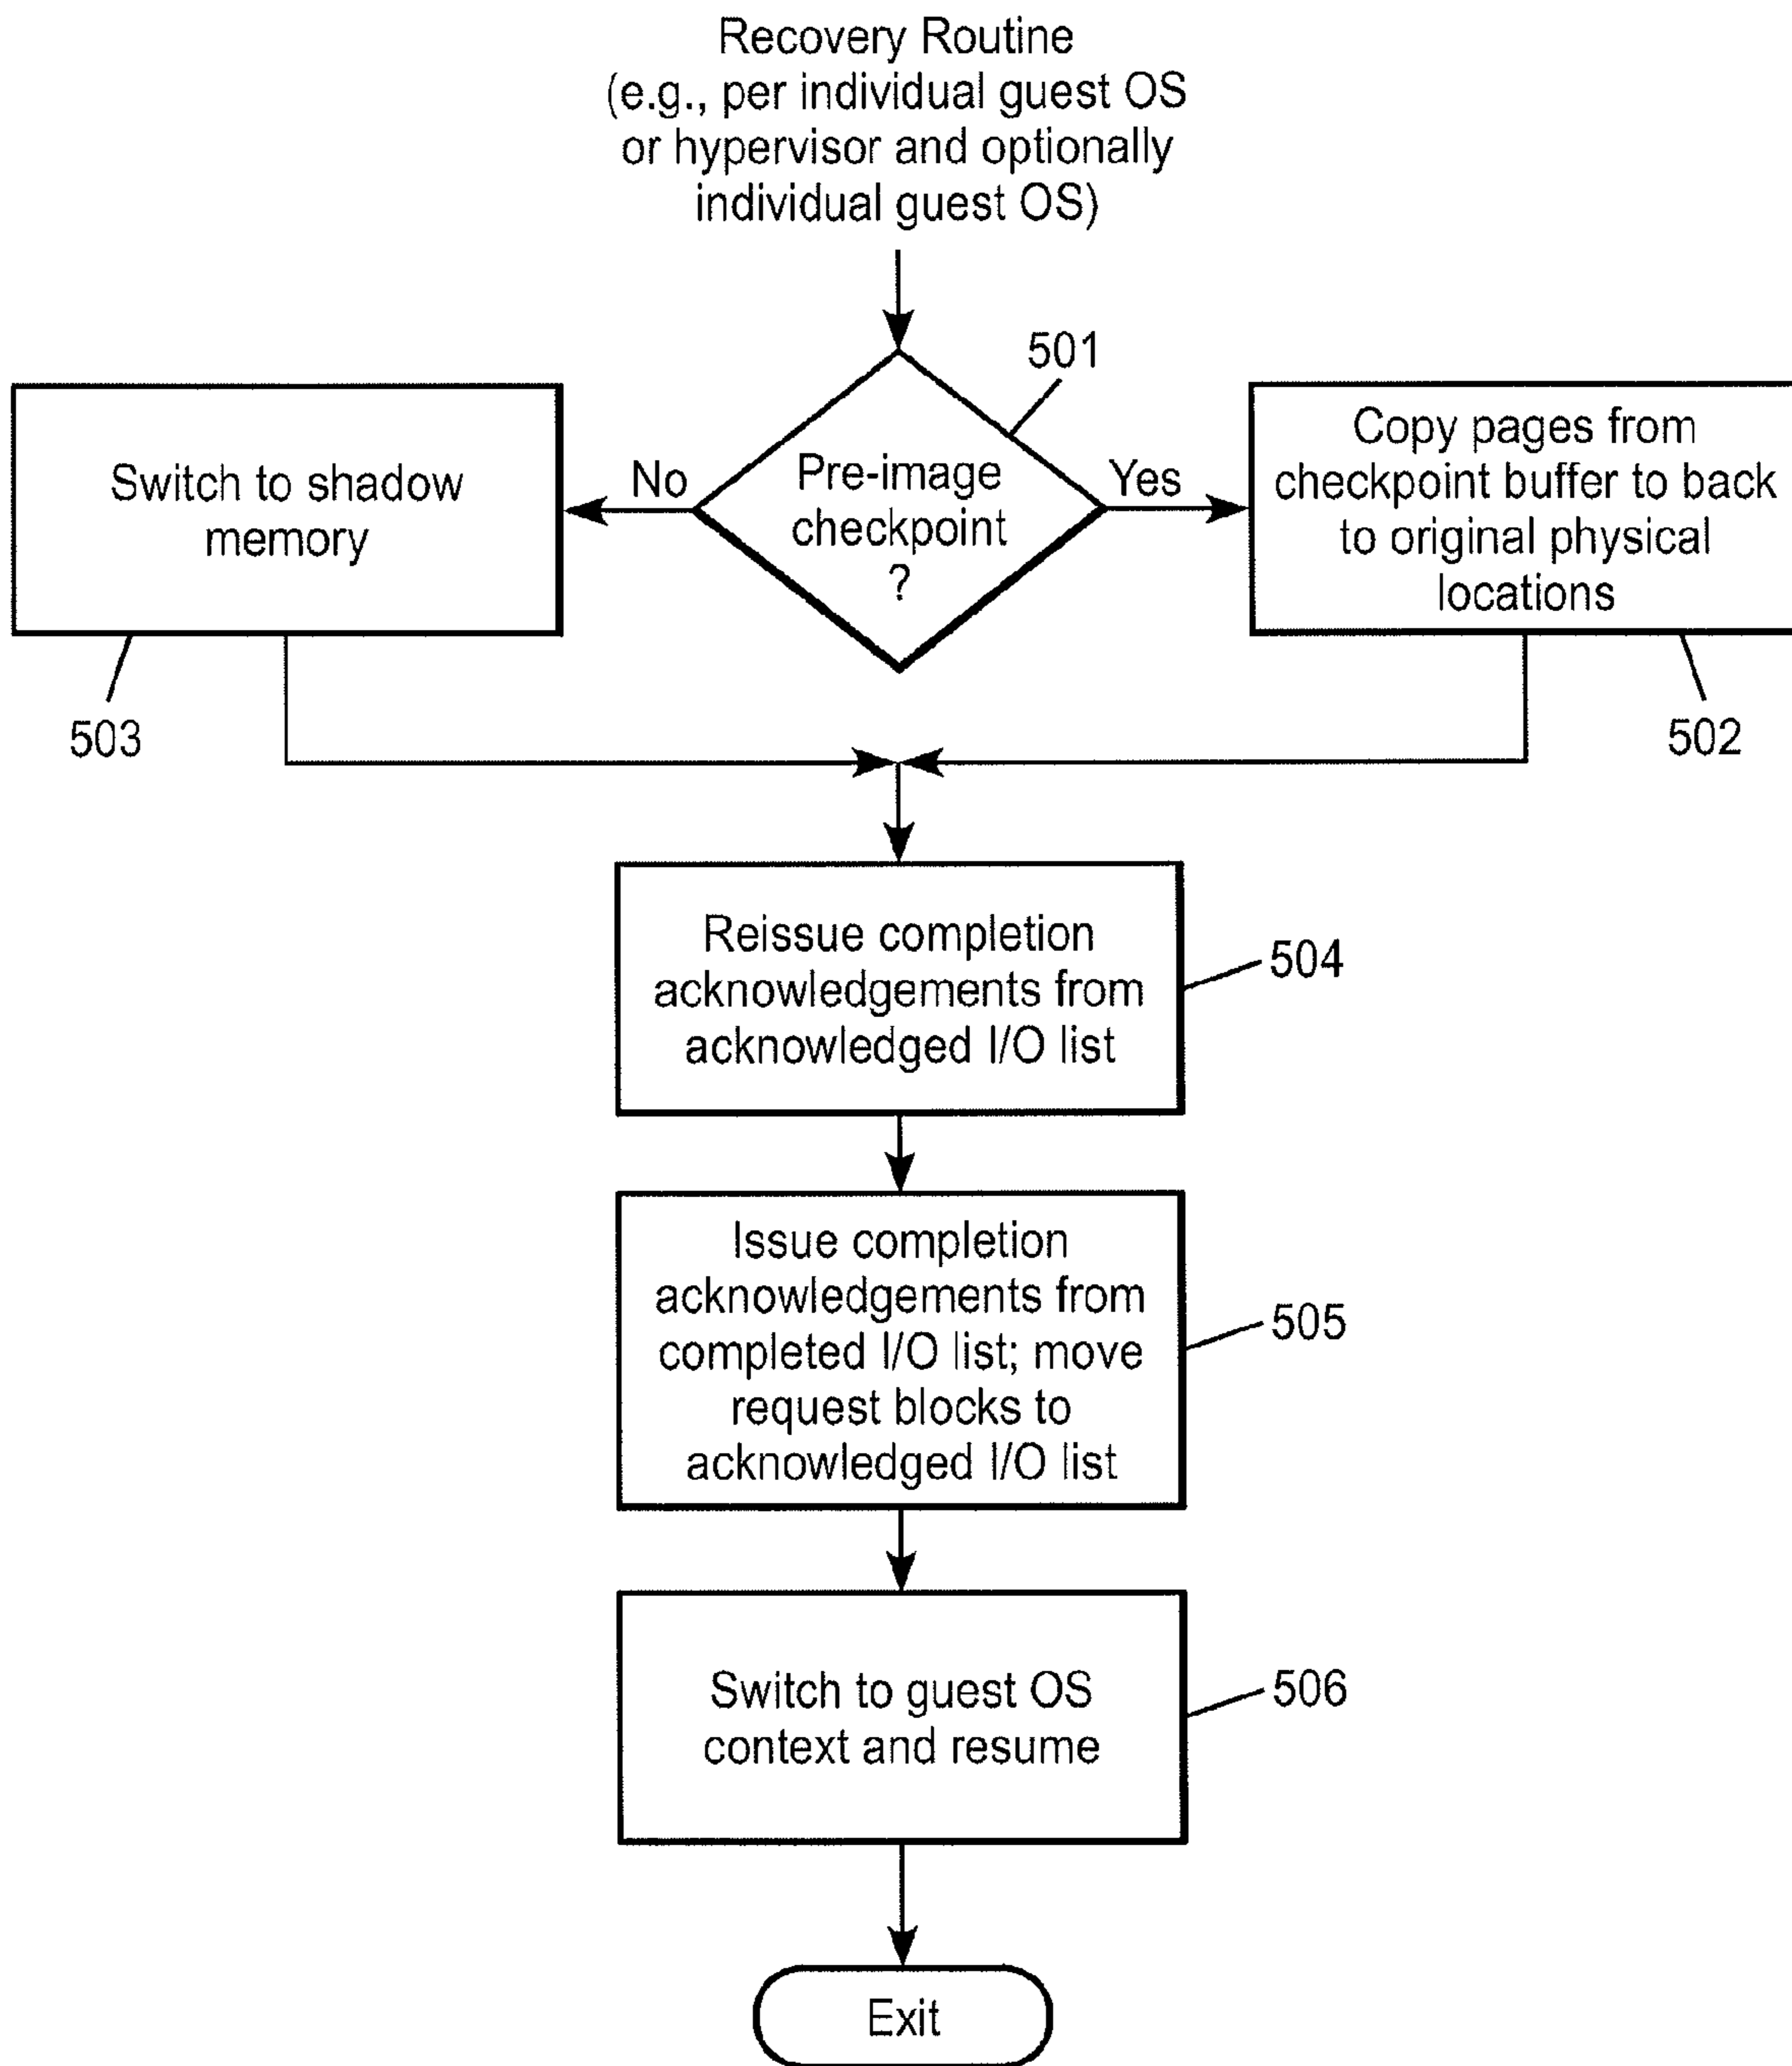 Recovery Routine
(e.g., per individual guest OS
or hypervisor and optionally
individual guest OS)
501
Pre-image
checkpoint
?
No
Yes
Switch to shadow
memory
503
Copy pages from
checkpoint buffer to back
to original physical
locations
502
Reissue completion
acknowledgements from
acknowledged I/O list
504
Issue completion
acknowledgements from
completed I/O list; move
request blocks to
acknowledged I/O list
505
Switch to guest OS
context and resume
506
Exit